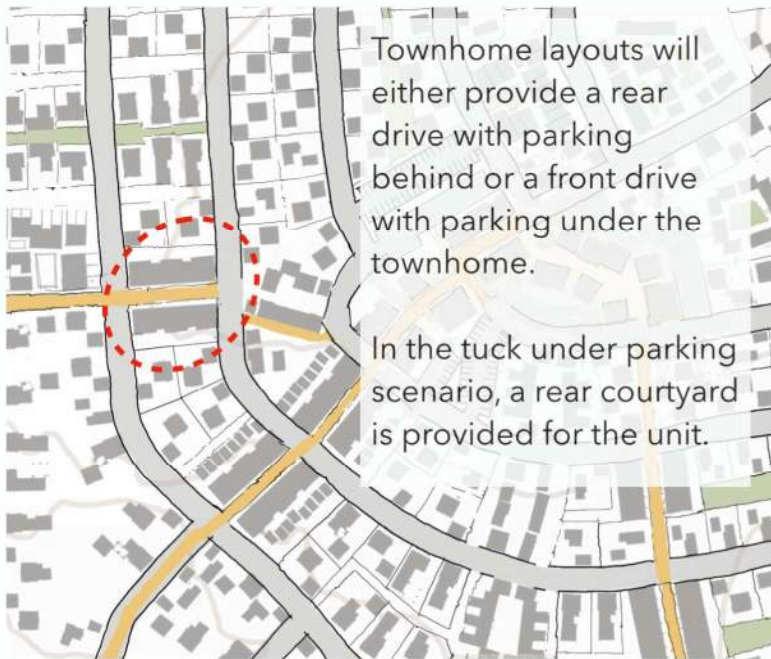 Townhome layouts will
either provide a rear
drive with parking
behind or a front drive
with parking under the
townhome.
In the tuck under parking
scenario, a rear courtyard
is provided for the unit.